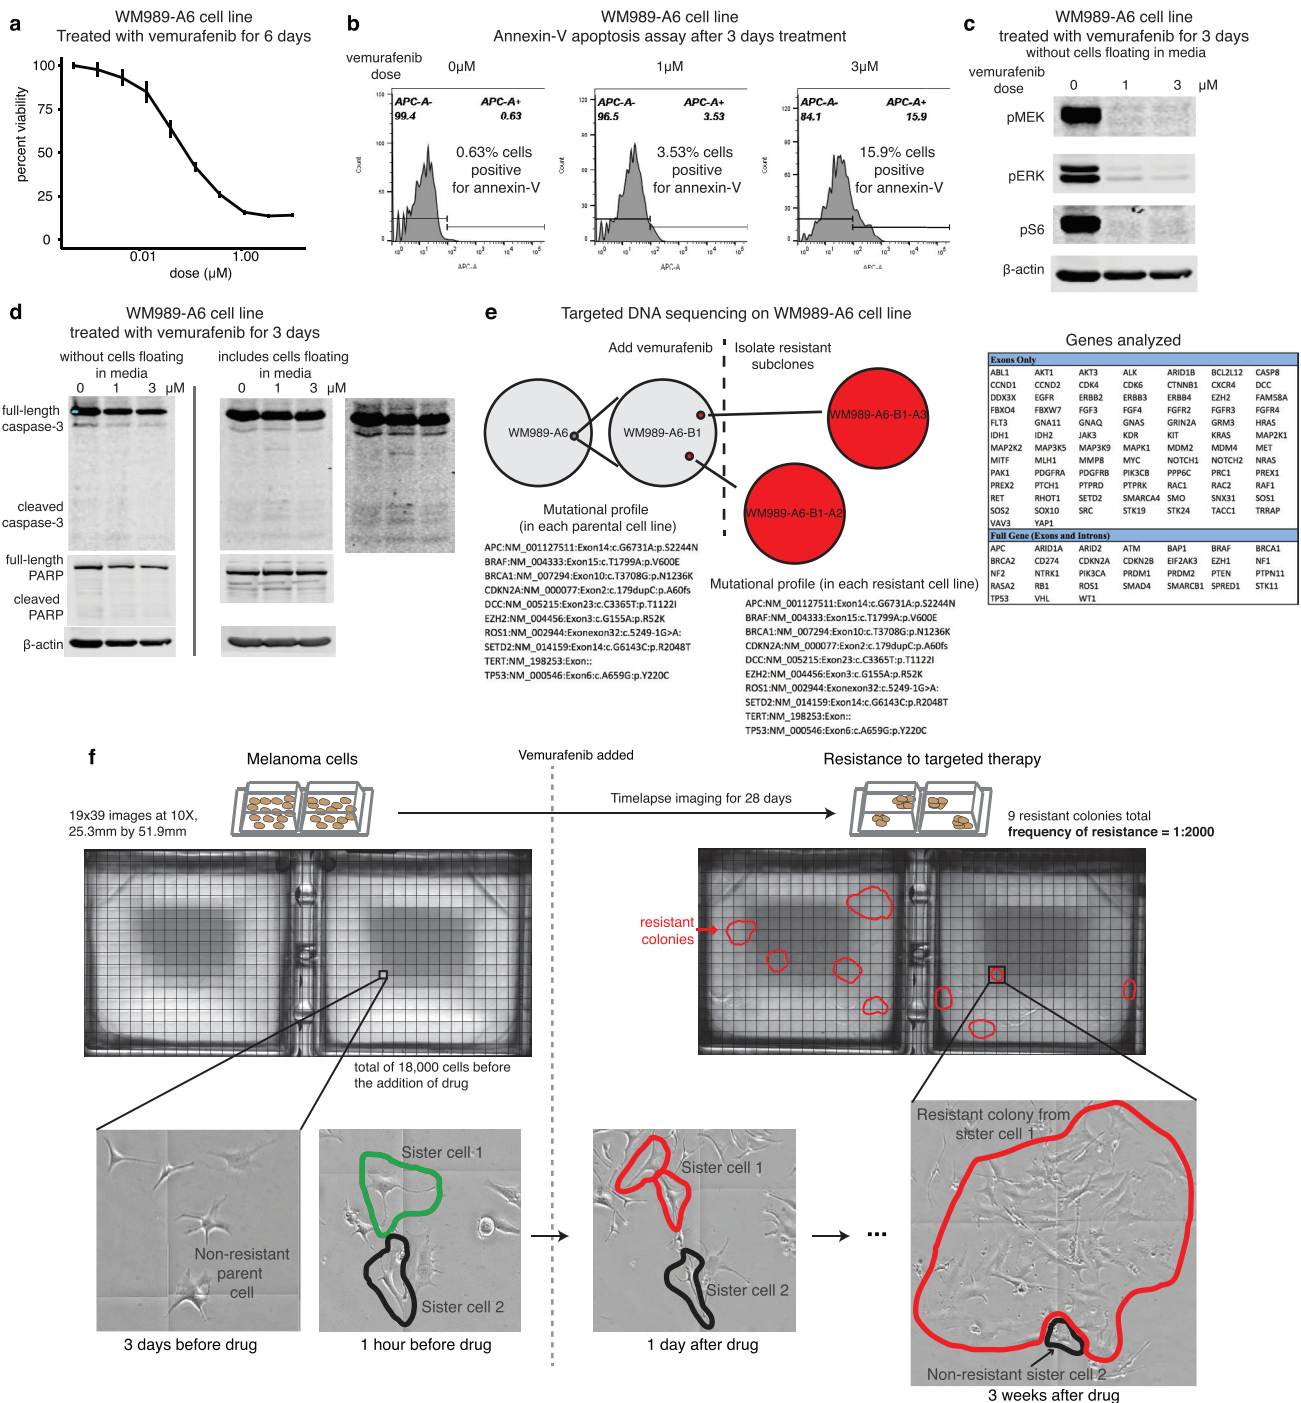 a
WM989-A6 cell line
Treated with vemurafenib for 6 days
percent viability
100
75
50
25
0
0.01
1.00
dose (µM)
b
WM989-A6 cell line
Annexin-V apoptosis assay after 3 days treatment
vemurafenib
dose
0µM
1µM
3µM
APC-A- APC-A+
99.4 0.63
0.63% cells
positive
for annexin-V
Count
APC-A
APC-A- APC-A+
96.5 3.53
3.53% cells
positive
for annexin-V
Count
APC-A
APC-A- APC-A+
84.1 15.9
15.9% cells
positive
for annexin-V
Count
APC-A
c
WM989-A6 cell line
treated with vemurafenib for 3 days
without cells floating in media
vemurafenib
dose
0 1 3 µM
pMEK
pERK
pS6
β-actin
d
WM989-A6 cell line
treated with vemurafenib for 3 days
without cells floating
in media
includes cells floating
in media
0 1 3 µM
0 1 3 µM
full-length
caspase-3
cleaved
caspase-3
full-length
PARP
cleaved
PARP
β-actin
e
Targeted DNA sequencing on WM989-A6 cell line
Add vemurafenib
Isolate resistant
subclones
WM989-A6
WM989-A6-B1
WM989-A6-B1-A3
WM989-A6-B1-A2
Mutational profile
(in each parental cell line)
APC:NM_001127511:Exon14:c.G6731A:p.S2244N
BRAF:NM_004333:Exon15:c.T1799A:p.V600E
BRCA1:NM_007294:Exon10:c.T3708G:p.N1236K
CDKN2A:NM_000077:Exon2:c.179dupC:p.A60fs
DCC:NM_005215:Exon23:c.C3365T:p.T1122I
EZH2:NM_004456:Exon3:c.G155A:p.R52K
ROS1:NM_002944:Exonexon32:c.5249-1G>A:
SETD2:NM_014159:Exon14:c.G6143C:p.R2048T
TERT:NM_198253:Exon::
TP53:NM_000546:Exon6:c.A659G:p.Y220C
Mutational profile (in each resistant cell line)
APC:NM_001127511:Exon14:c.G6731A:p.S2244N
BRAF:NM_004333:Exon15:c.T1799A:p.V600E
BRCA1:NM_007294:Exon10:c.T3708G:p.N1236K
CDKN2A:NM_000077:Exon2:c.179dupC:p.A60fs
DCC:NM_005215:Exon23:c.C3365T:p.T1122I
EZH2:NM_004456:Exon3:c.G155A:p.R52K
ROS1:NM_002944:Exonexon32:c.5249-1G>A:
SETD2:NM_014159:Exon14:c.G6143C:p.R2048T
TERT:NM_198253:Exon::
TP53:NM_000546:Exon6:c.A659G:p.Y220C
Genes analyzed
Exons Only
ABL1 AKT1 AKT3 ALK ARID1B BCL2L12 CASP8
CCND1 CCND2 CDK4 CDK6 CTNNB1 CXCR4 DCC
DDX3X EGFR ERBB2 ERBB3 ERBB4 EZH2 FAM58A
FBXO4 FBXW7 FGF3 FGF4 FGFR2 FGFR3 FGFR4
FLT3 GNA11 GNAQ GNAS GRIN2A GRM3 HRAS
IDH1 IDH2 JAK3 KDR KIT KRAS MAP2K1
MAP2K2 MAP3K5 MAP3K9 MAPK1 MDM2 MDM4 MET
MITF MLH1 MMP8 MYC NOTCH1 NOTCH2 NRAS
PAK1 PDGFRA PDGFRB PIK3CB PPP6C PRC1 PREX1
PREX2 PTCH1 PTPRD PTPRK RAC1 RAC2 RAF1
RET RHOT1 SETD2 SMARCA4 SMO SNX31 SOS1
SOS2 SOX10 SRC STK19 STK24 TACC1 TRRAP
VAV3 YAP1
Full Gene (Exons and Introns)
APC ARID1A ARID2 ATM BAP1 BRAF BRCA1
BRCA2 CD274 CDKN2A CDKN2B EIF2AK3 EZH1 NF1
NF2 NTRK1 PIK3CA PRDM1 PRDM2 PTEN PTPN11
RASA2 RB1 ROS1 SMAD4 SMARCB1 SPRED1 STK11
TP53 VHL WT1
f
Melanoma cells
Vemurafenib added
Resistance to targeted therapy
19x39 images at 10X,
25.3mm by 51.9mm
Timelapse imaging for 28 days
9 resistant colonies total
frequency of resistance = 1:2000
resistant
colonies
total of 18,000 cells before
the addition of drug
Non-resistant
parent
cell
3 days before drug
Sister cell 1
Sister cell 2
1 hour before drug
Sister cell 1
Sister cell 2
1 day after drug
...
Resistant colony from
sister cell 1
Non-resistant sister cell 2
3 weeks after drug